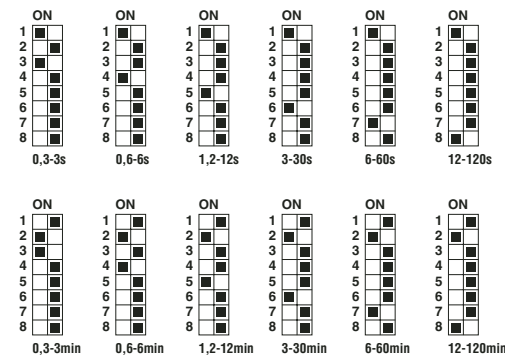 ON ON ON ON ON ON
1 1 1 1 1 1
2 2 2 2 2 2
3 3 3 3 3 3
4 4 4 4 4 4
5 5 5 5 5 5
6 6 6 6 6 6
7 7 7 7 7 7
8 8 8 8 8 8
0,3-3s 0,6-6s 1,2-12s 3-30s 6-60s 12-120s
ON ON ON ON ON ON
1 1 1 1 1 1
2 2 2 2 2 2
3 3 3 3 3 3
4 4 4 4 4 4
5 5 5 5 5 5
6 6 6 6 6 6
7 7 7 7 7 7
8 8 8 8 8 8
0,3-3min 0,6-6min 1,2-12min 3-30min 6-60min 12-120min